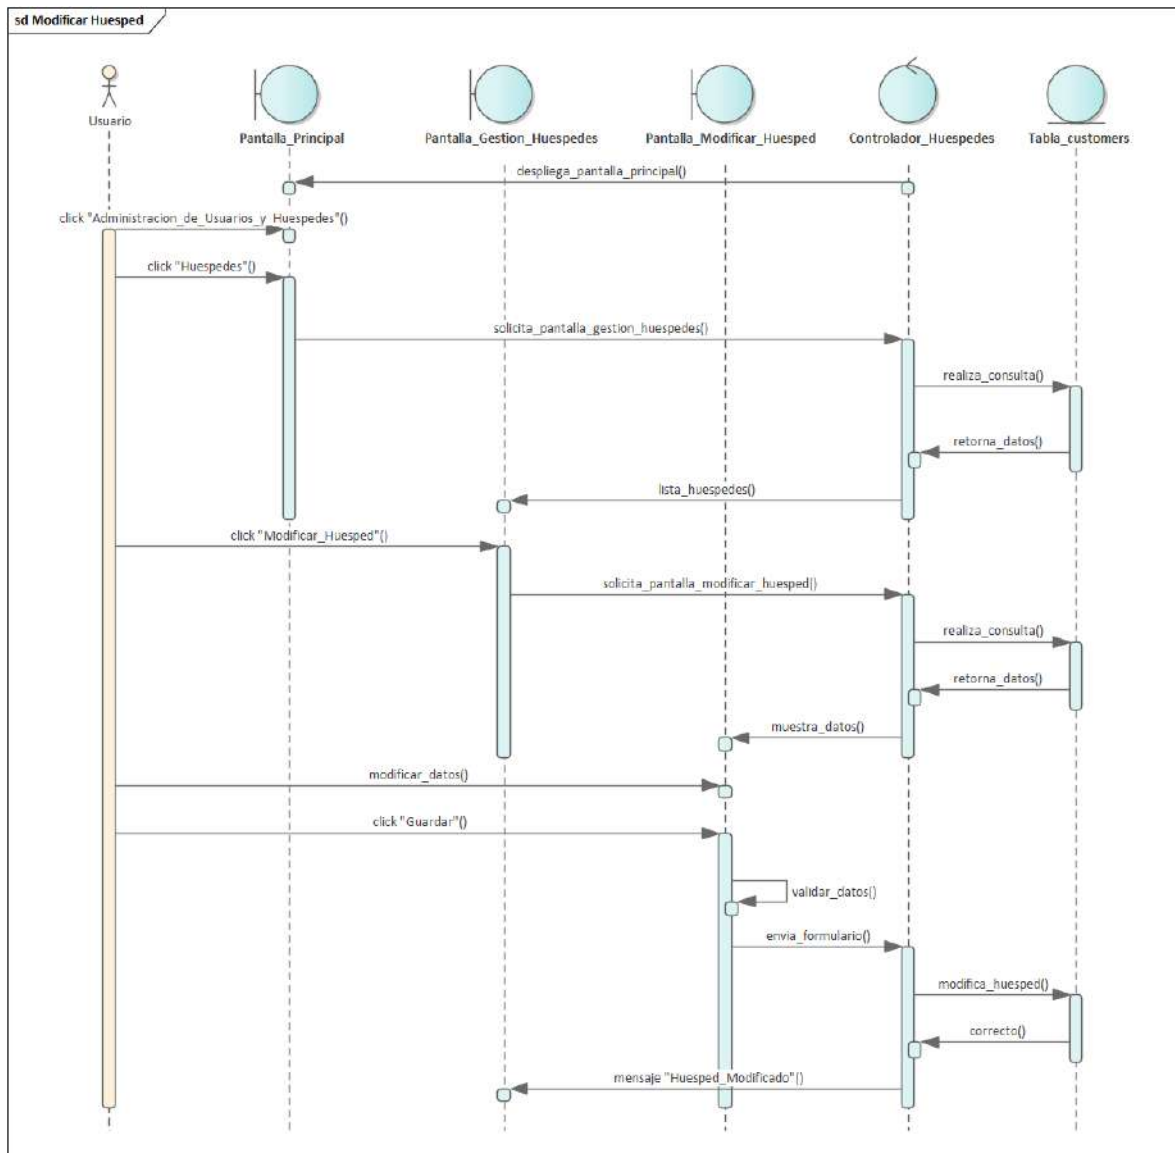 sd Modificar Huesped
Usuario
Pantalla_Principal
Pantalla_Gestion_Huespedes
Pantalla_Modificar_Huesped
Controlador_Huespedes
Tabla_customers
despliega_pantalla_principal()
click "Administracion_de_Usuarios_y_Huespedes"()
click "Huespedes"()
solicita_pantalla_gestion_huespedes()
realiza_consulta()
retorna_datos()
lista_huespedes()
click "Modificar_Huesped"()
solicita_pantalla_modificar_huesped()
realiza_consulta()
retorna_datos()
muestra_datos()
modificar_datos()
click "Guardar"()
validar_datos()
envia_formulario()
modifica_huesped()
correcto()
mensaje "Huesped_Modificado"()